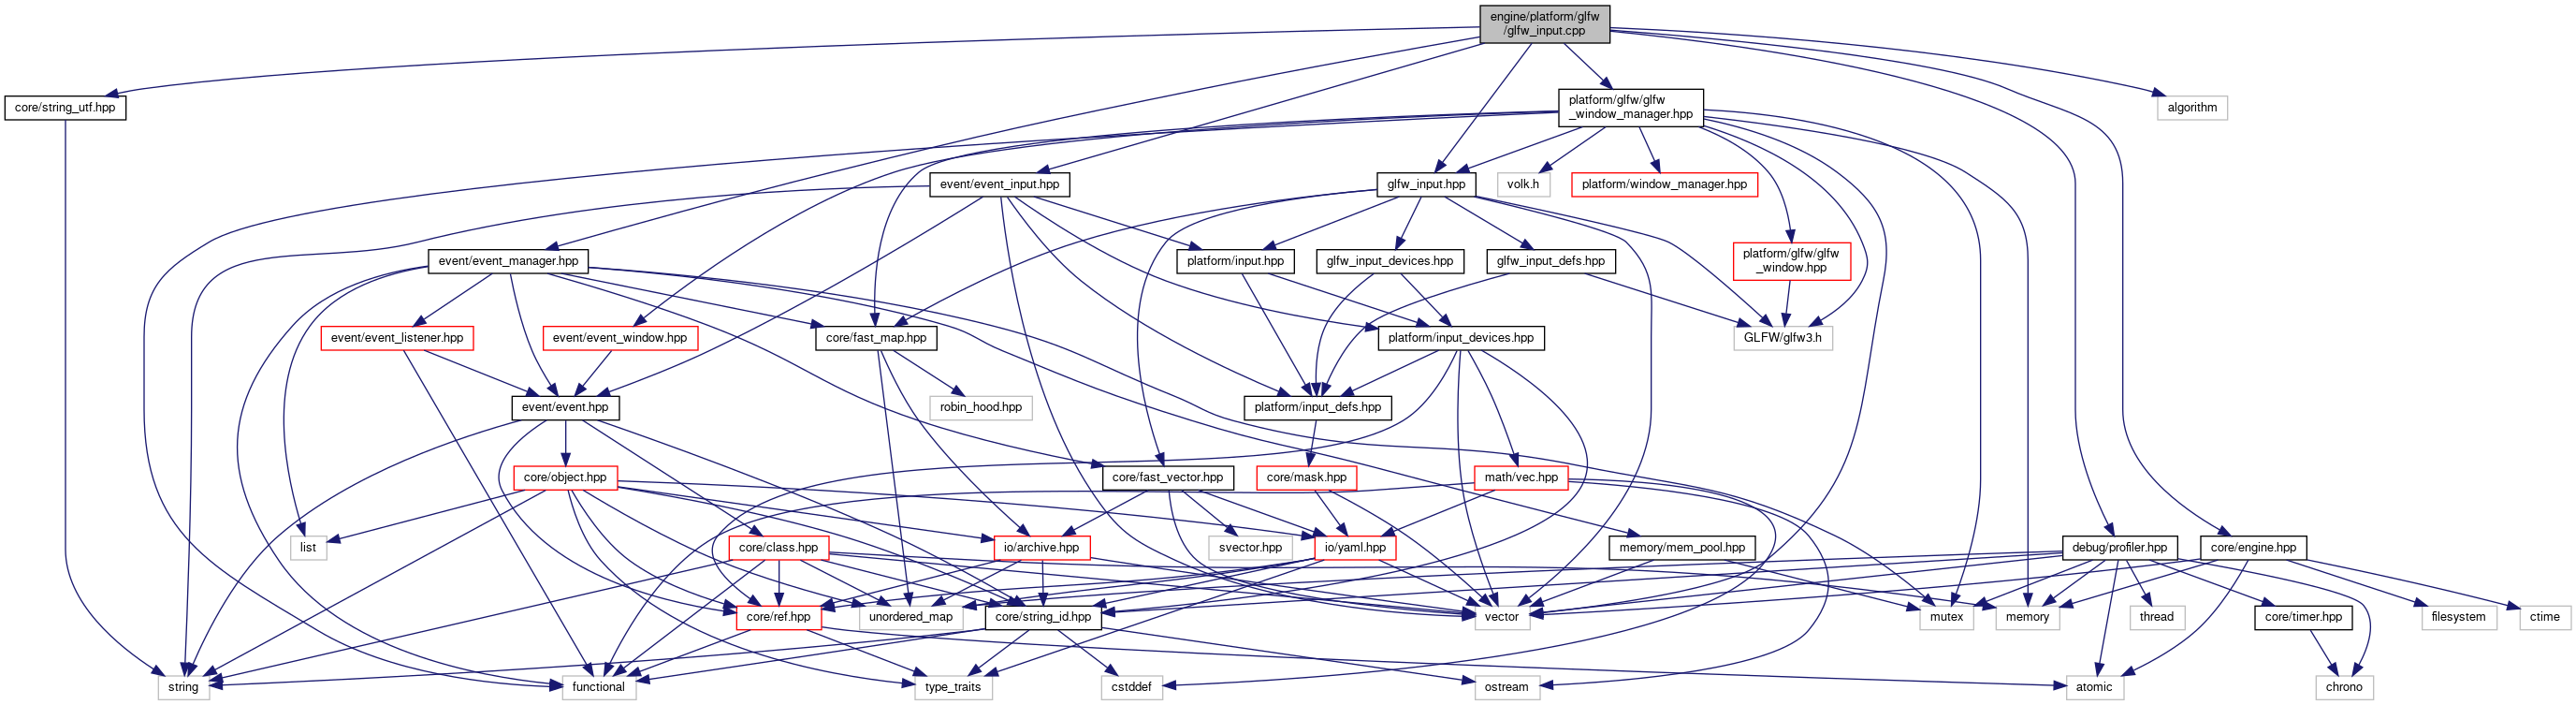 engine/platform/glfw
/glfw_input.cpp
core/string_utf.hpp
platform/glfw/glfw
_window_manager.hpp
algorithm
event/event_input.hpp
glfw_input.hpp
volk.h
platform/window_manager.hpp
event/event_manager.hpp
platform/input.hpp
glfw_input_devices.hpp
glfw_input_defs.hpp
platform/glfw/glfw
_window.hpp
event/event_listener.hpp
event/event_window.hpp
core/fast_map.hpp
platform/input_devices.hpp
GLFW/glfw3.h
event/event.hpp
robin_hood.hpp
platform/input_defs.hpp
core/object.hpp
core/fast_vector.hpp
core/mask.hpp
math/vec.hpp
list
core/class.hpp
io/archive.hpp
svector.hpp
io/yaml.hpp
memory/mem_pool.hpp
debug/profiler.hpp
core/engine.hpp
core/ref.hpp
unordered_map
core/string_id.hpp
vector
mutex
memory
thread
core/timer.hpp
filesystem
ctime
string
functional
type_traits
cstddef
ostream
atomic
chrono